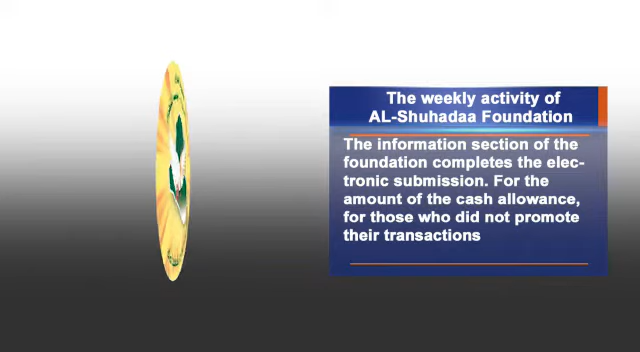 The weekly activity of
AL-Shuhadaa Foundation
The information section of the
foundation completes the elec-
tronic submission. For the
amount of the cash allowance,
for those who did not promote
their transactions